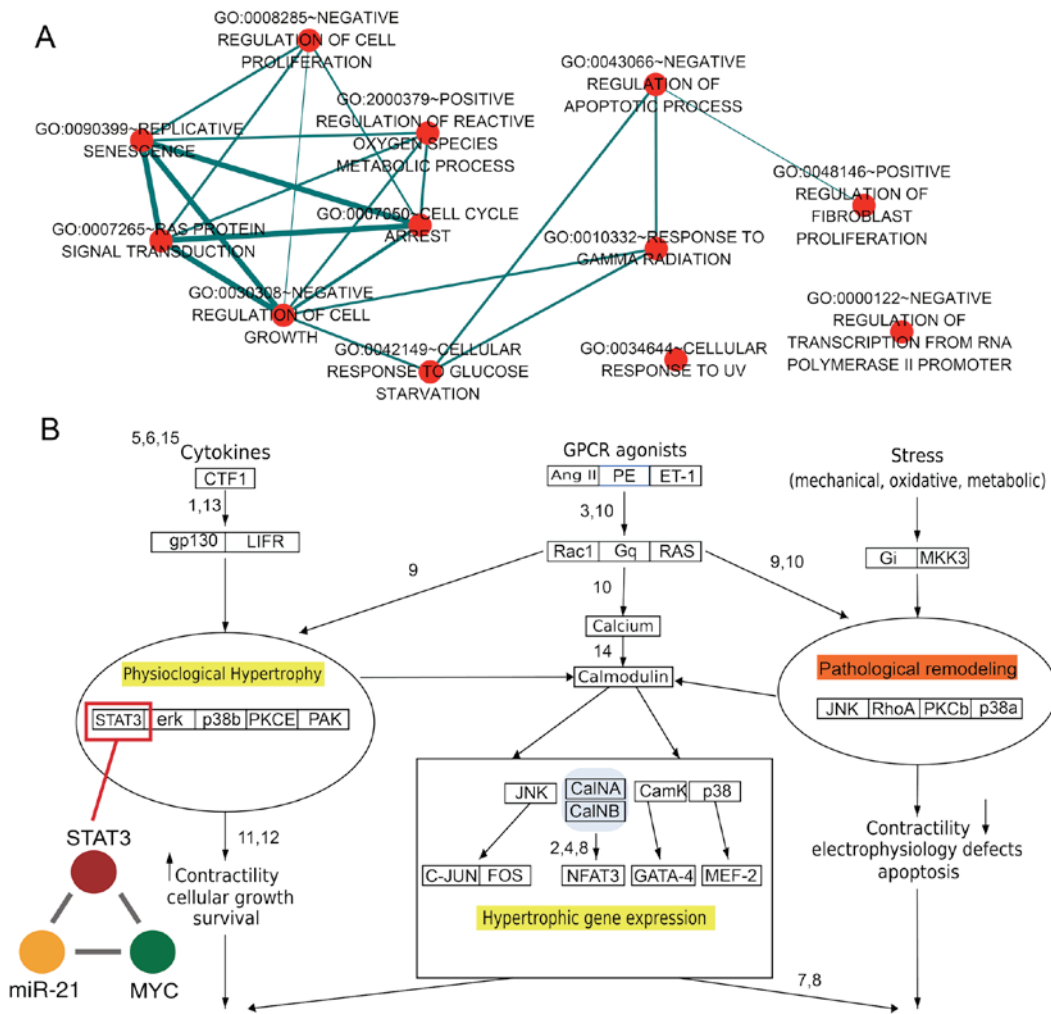 A
GO:0008285~NEGATIVE
REGULATION OF CELL
PROLIFERATION
GO:0043066~NEGATIVE
REGULATION OF
APOPTOTIC PROCESS
GO:2000379~POSITIVE
REGULATION OF REACTIVE
OXYGEN SPECIES
METABOLIC PROCESS
GO:0090399~REPLICATIVE
SENESCENCE
GO:0048146~POSITIVE
REGULATION OF
FIBROBLAST
PROLIFERATION
GO:0007050~CELL CYCLE
ARREST
GO:0007265~RAS PROTEIN
SIGNAL TRANSDUCTION
GO:0010332~RESPONSE TO
GAMMA RADIATION
GO:0030308~NEGATIVE
REGULATION OF CELL
GROWTH
GO:0000122~NEGATIVE
REGULATION OF
TRANSCRIPTION FROM RNA
POLYMERASE II PROMOTER
GO:0042149~CELLULAR
RESPONSE TO GLUCOSE
STARVATION
GO:0034644~CELLULAR
RESPONSE TO UV
B
5,6,15
Cytokines
CTF1
1,13
gp130 LIFR
GPCR agonists
Ang II PE ET-1
3,10
Rac1 Gq RAS
9
10
9,10
Calcium
14
Calmodulin
Stress
(mechanical, oxidative, metabolic)
Gi MKK3
Physioclogical Hypertrophy
STAT3 erk p38b PKCE PAK
Pathological remodeling
JNK RhoA PKCb p38a
JNK
CalNA
CalNB
CamK p38
2,4,8
C-JUN FOS
NFAT3
GATA-4
MEF-2
Hypertrophic gene expression
11,12
Contractility
cellular growth
survival
Contractility
electrophysiology defects
apoptosis
STAT3
miR-21
MYC
7,8